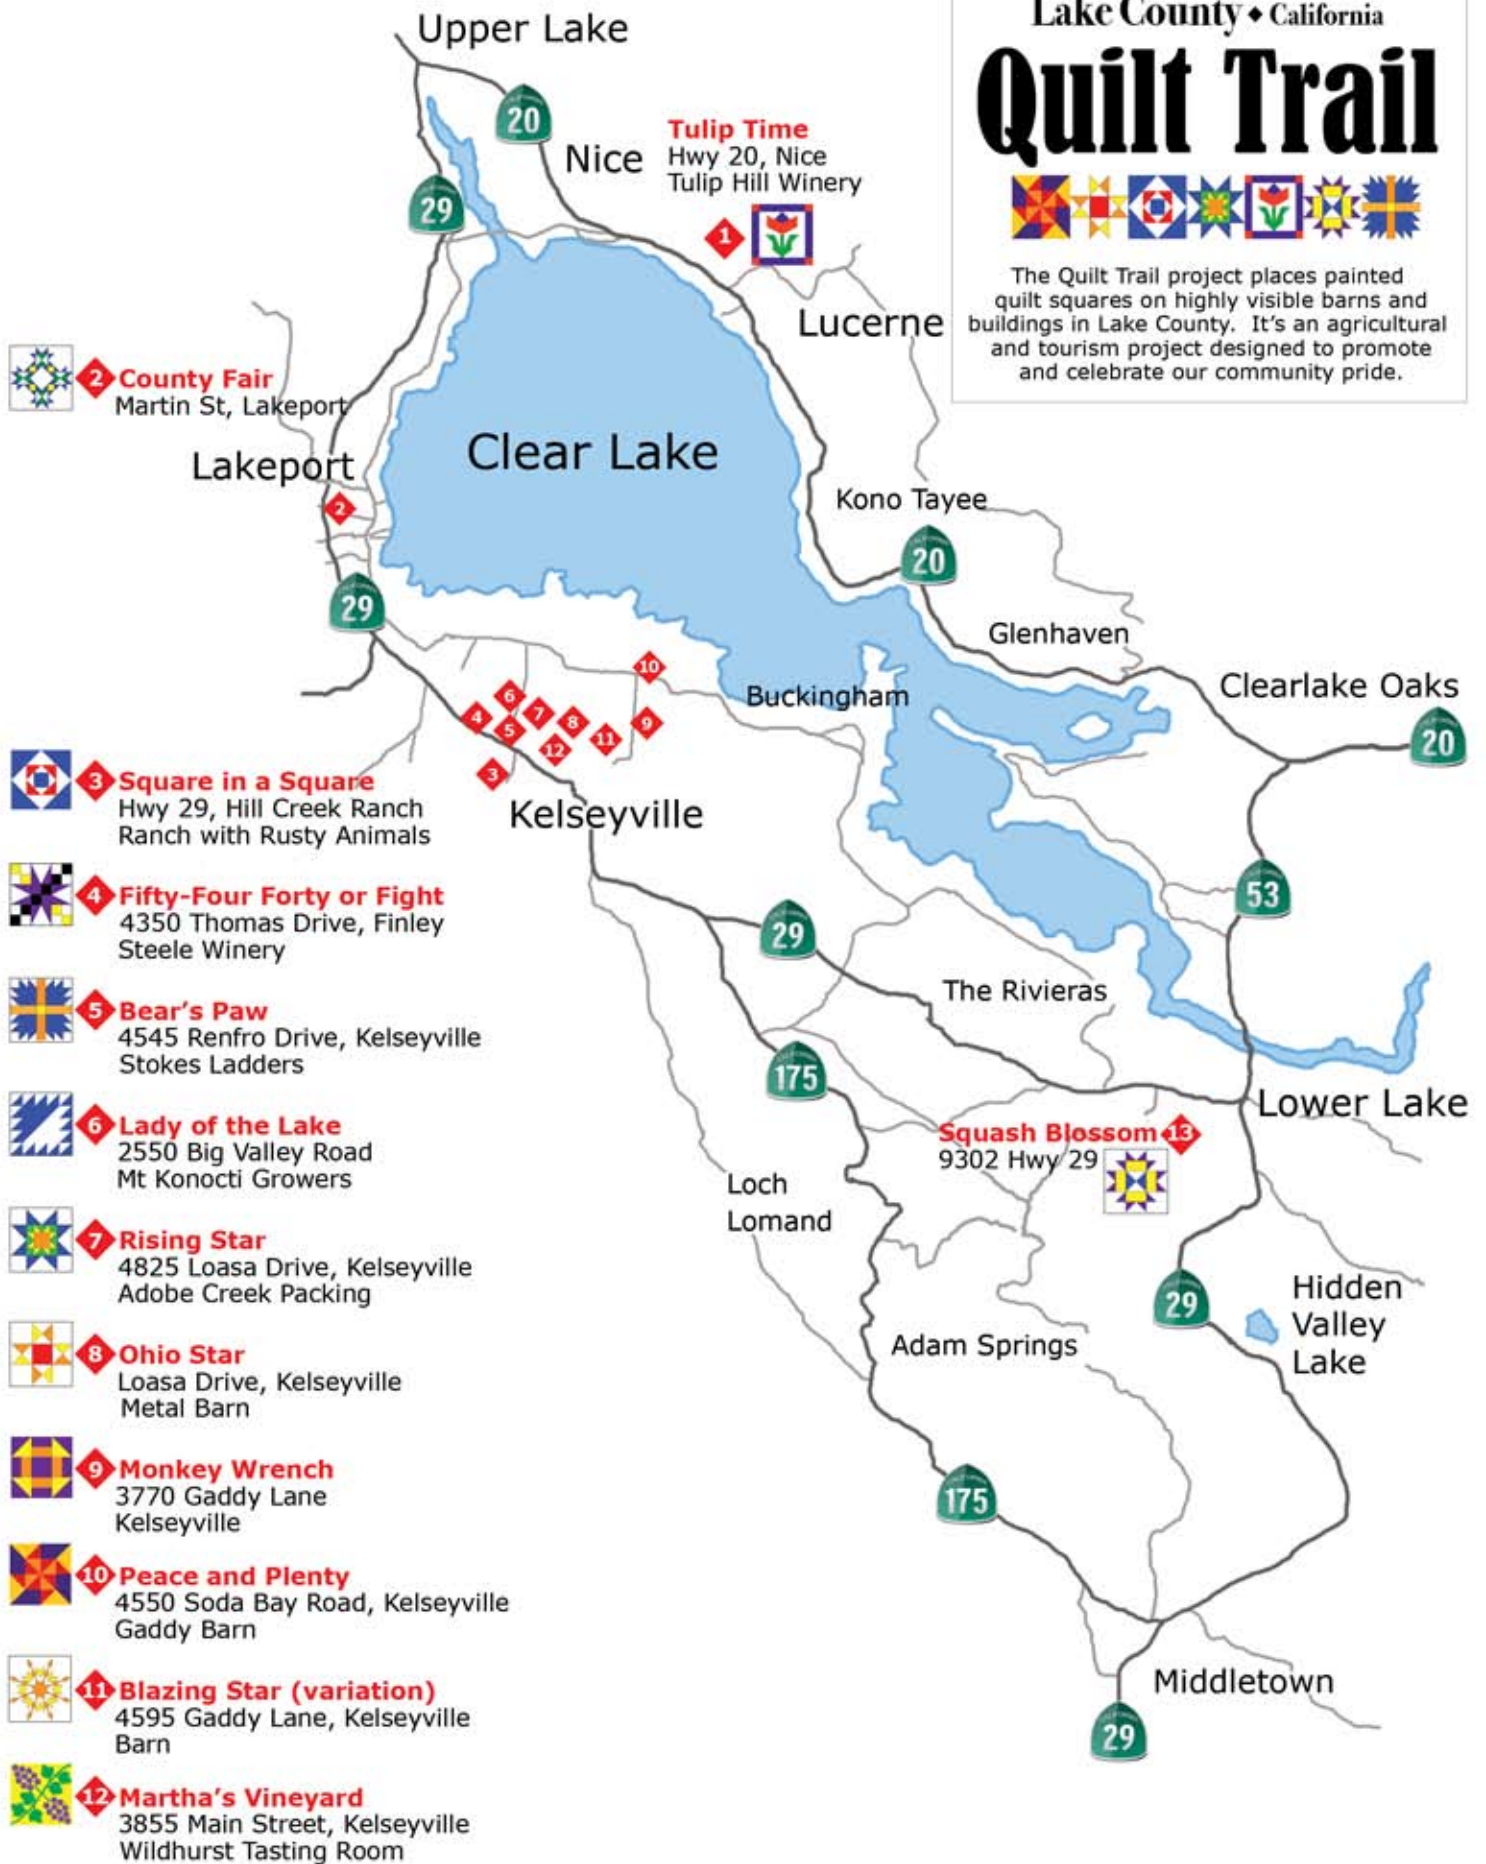 Lake County ◆ California
Quilt Trail
The Quilt Trail project places painted
quilt squares on highly visible barns and
buildings in Lake County. It's an agricultural
and tourism project designed to promote
and celebrate our community pride.
Upper Lake
20
Nice
Tulip Time
Hwy 20, Nice
Tulip Hill Winery
1
29
Lucerne
2 County Fair
Martin St, Lakeport
Lakeport
2
Clear Lake
Kono Tayee
20
29
Glenhaven
10
Buckingham
Clearlake Oaks
20
6
4
7
5
8
9
11
12
3
Kelseyville
3 Square in a Square
Hwy 29, Hill Creek Ranch
Ranch with Rusty Animals
4 Fifty-Four Forty or Fight
4350 Thomas Drive, Finley
Steele Winery
5 Bear's Paw
4545 Renfro Drive, Kelseyville
Stokes Ladders
6 Lady of the Lake
2550 Big Valley Road
Mt Konocti Growers
7 Rising Star
4825 Loasa Drive, Kelseyville
Adobe Creek Packing
8 Ohio Star
Loasa Drive, Kelseyville
Metal Barn
9 Monkey Wrench
3770 Gaddy Lane
Kelseyville
10 Peace and Plenty
4550 Soda Bay Road, Kelseyville
Gaddy Barn
11 Blazing Star (variation)
4595 Gaddy Lane, Kelseyville
Barn
12 Martha's Vineyard
3855 Main Street, Kelseyville
Wildhurst Tasting Room
53
29
The Rivieras
175
Lower Lake
Squash Blossom 13
9302 Hwy 29
Loch
Lomand
29
Hidden
Valley
Lake
Adam Springs
175
Middletown
29